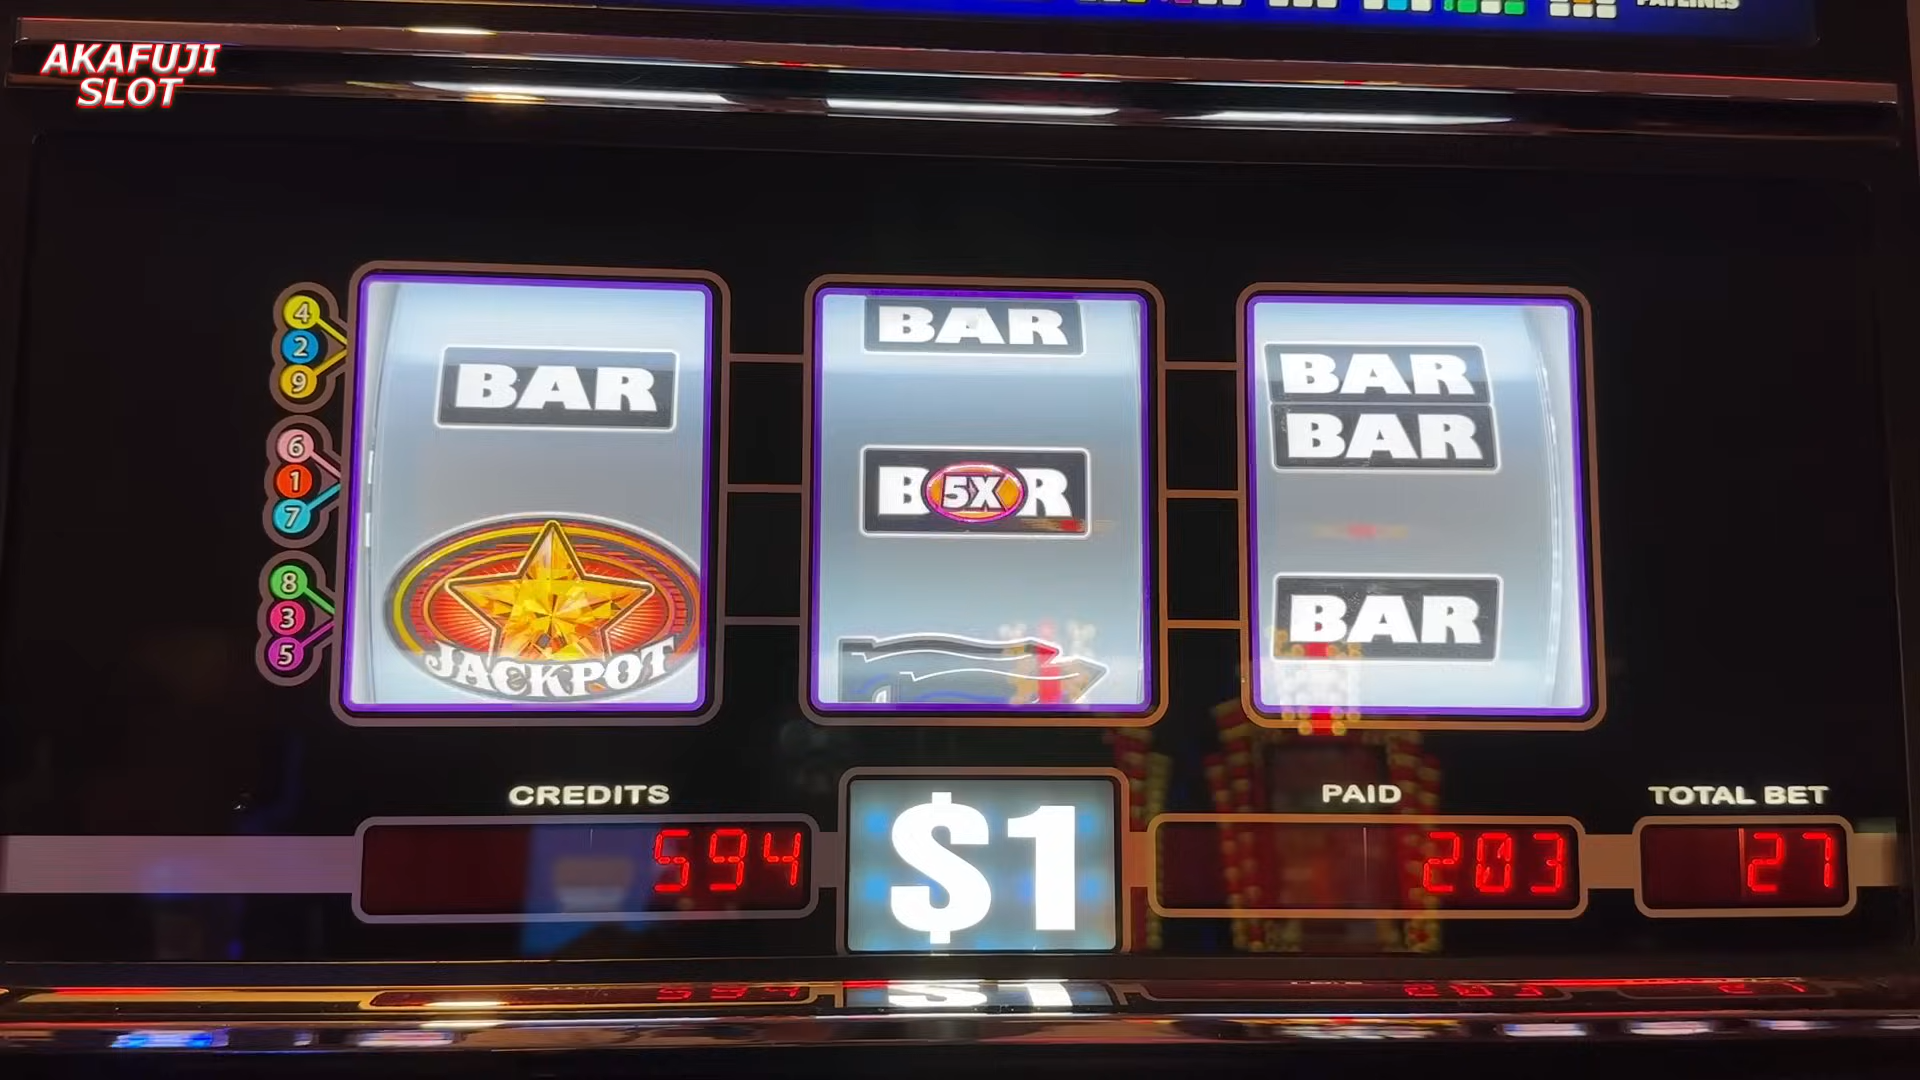 PAYLINES
AKAFUJI
SLOT
4
2
9
6
1
7
8
3
5
BAR
JACKPOT
BAR
B 5X R
BAR
BAR
BAR
CREDITS
594
$1
PAID
203
TOTAL BET
27